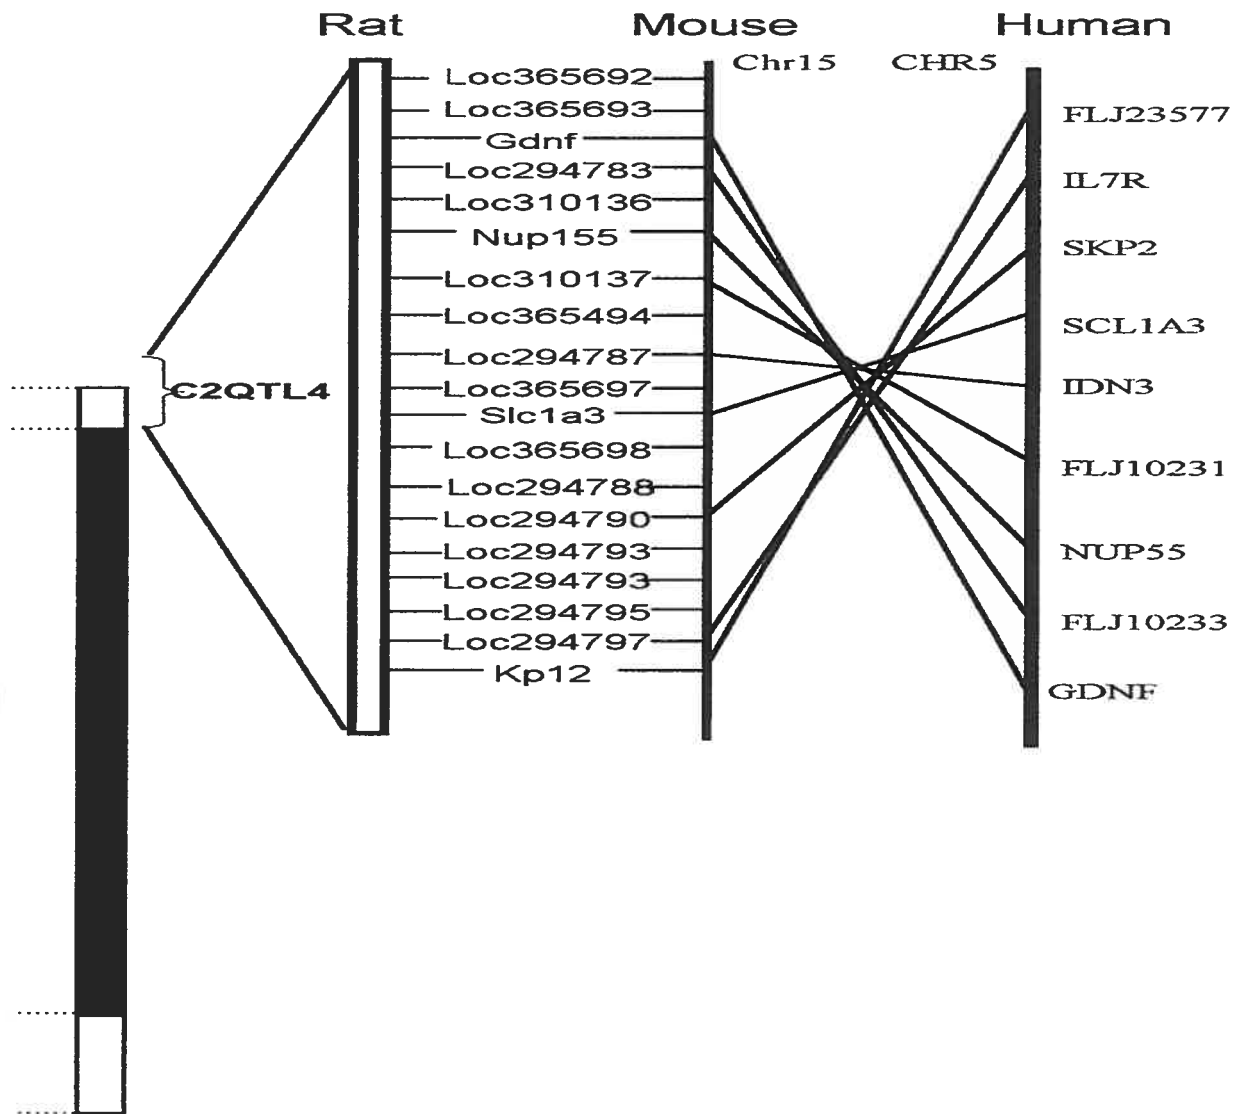 Rat Mouse Human
Chr15 CHR5
Loc365692
Loc365693
Gdnf
Loc294783
Loc310136
Nup155
Loc310137
Loc365494
Loc294787
Loc365697
Slc1a3
Loc365698
Loc294788
Loc294790
Loc294793
Loc294793
Loc294795
Loc294797
Kp12
C2QTL4
FLJ23577
IL7R
SKP2
SCL1A3
IDN3
FLJ10231
NUP55
FLJ10233
GDNF